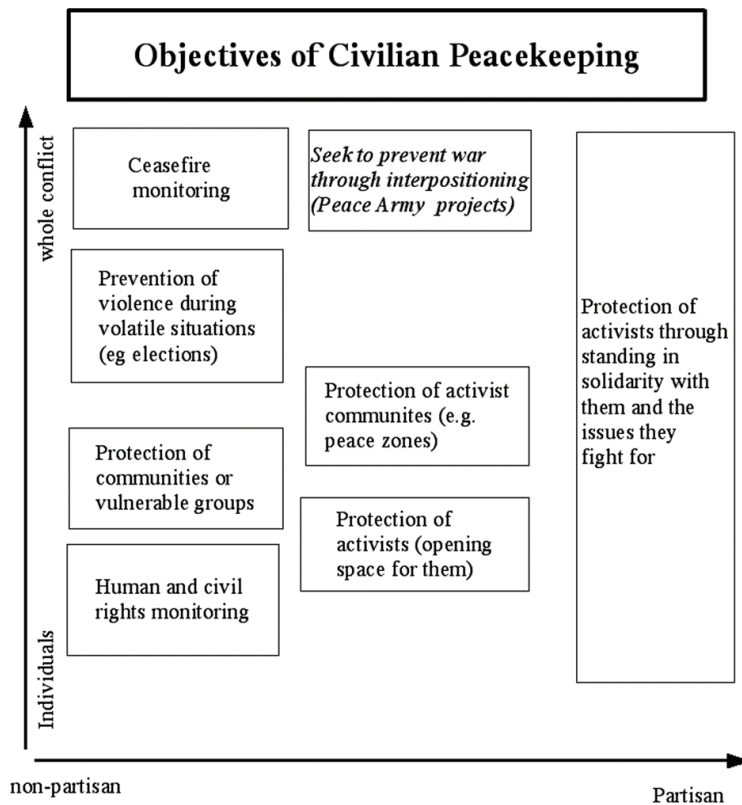 Objectives of Civilian Peacekeeping
whole conflict
Individuals
Ceasefire
monitoring
Seek to prevent war
through interpositioning
(Peace Army projects)
Prevention of
violence during
volatile situations
(eg elections)
Protection of activist
communites (e.g.
peace zones)
Protection of
communities or
vulnerable groups
Protection of
activists (opening
space for them)
Human and civil
rights monitoring
Protection of
activists through
standing in
solidarity with
them and the
issues they
fight for
non-partisan
Partisan